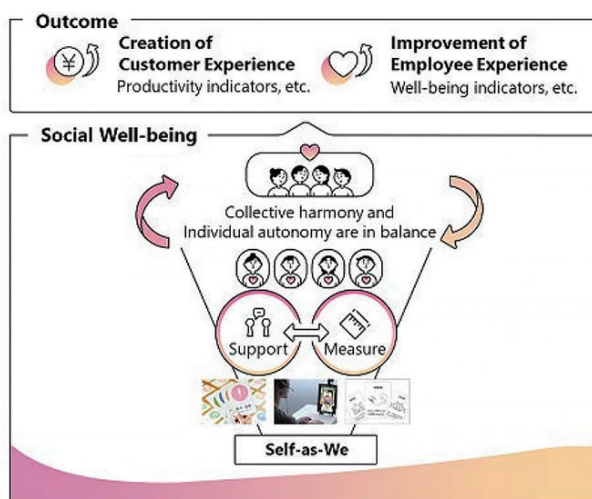 Outcome
Creation of
Customer Experience
Productivity indicators, etc.
Improvement of
Employee Experience
Well-being indicators, etc.
¥
Social Well-being
Collective harmony and
Individual autonomy are in balance
Support
Measure
Self-as-We